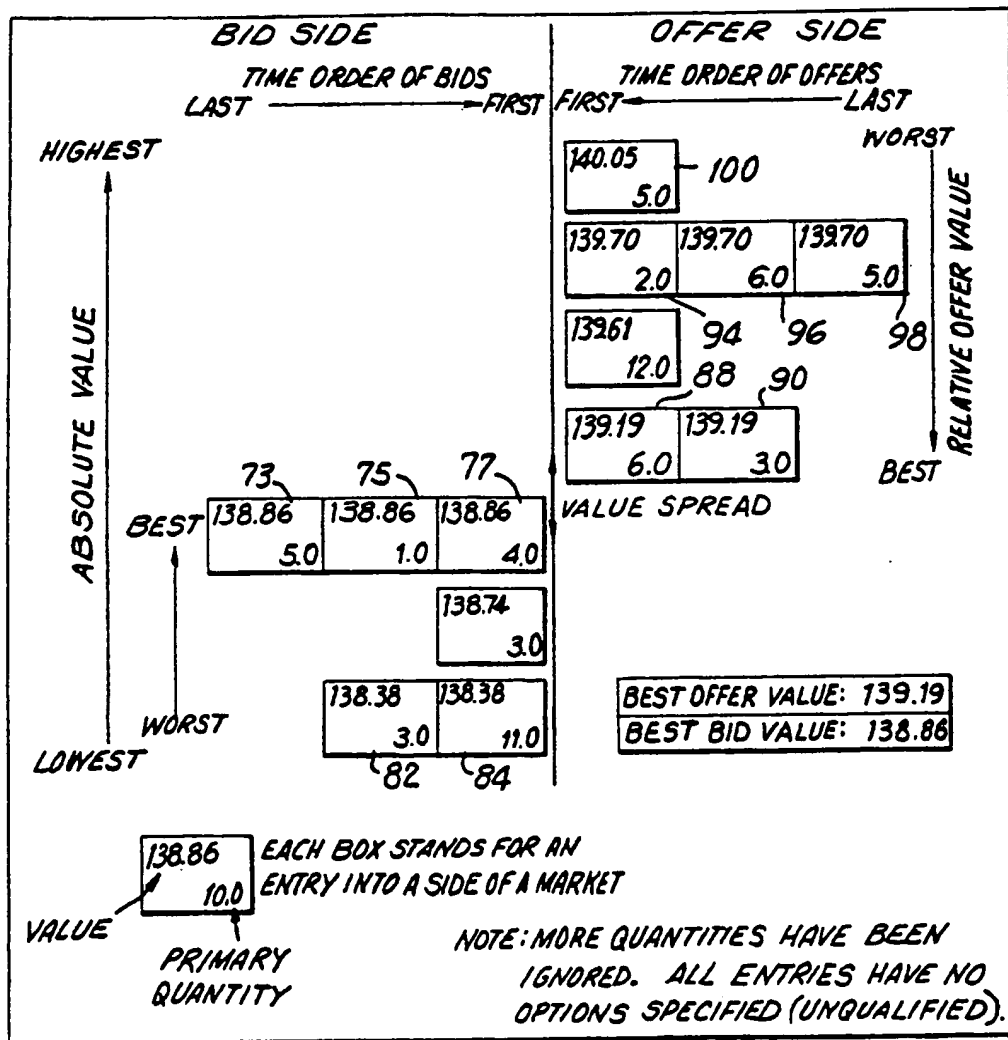 BID SIDE
OFFER SIDE
TIME ORDER OF BIDS
TIME ORDER OF OFFERS
LAST
FIRST
FIRST
LAST
HIGHEST
WORST
140.05
5.0
100
139.70
139.70
139.70
2.0
6.0
5.0
94
96
98
139.61
12.0
88
90
139.19
139.19
6.0
3.0
RELATIVE OFFER VALUE
BEST
ABSOLUTE VALUE
73
75
77
VALUE SPREAD
BEST
138.86
138.86
138.86
5.0
1.0
4.0
138.74
3.0
138.38
138.38
3.0
11.0
WORST
LOWEST
82
84
BEST OFFER VALUE: 139.19
BEST BID VALUE: 138.86
138.86
10.0
EACH BOX STANDS FOR AN
ENTRY INTO A SIDE OF A MARKET
VALUE
PRIMARY
QUANTITY
NOTE: MORE QUANTITIES HAVE BEEN
IGNORED. ALL ENTRIES HAVE NO
OPTIONS SPECIFIED (UNQUALIFIED).